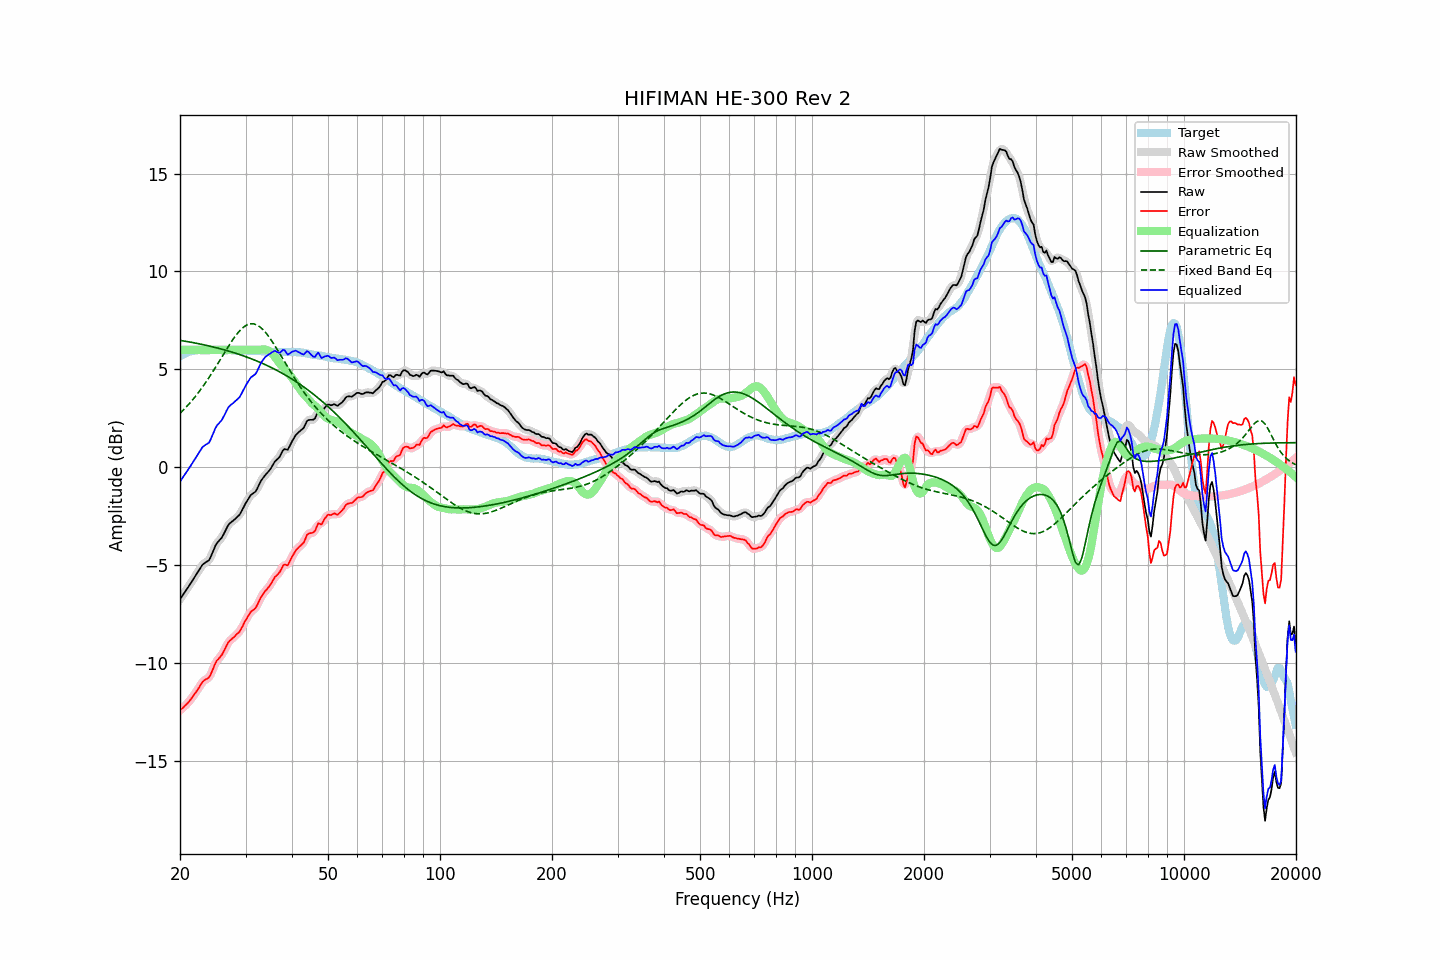 HIFIMAN HE-300 Rev 2
Target
Raw Smoothed
Error Smoothed
Raw
Error
Equalization
Parametric Eq
Fixed Band Eq
Equalized
Amplitude (dBr)
15
10
5
0
−5
−10
−15
20
50
100
200
500
1000
2000
5000
10000
20000
Frequency (Hz)